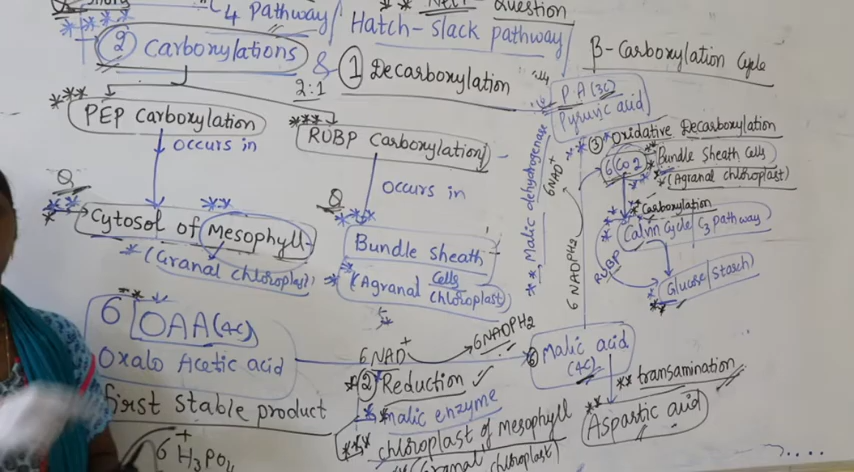 C4 pathway/
** NEET question
Hatch-Slack pathway
② Carboxylations
&
2:1
① Decarboxylation
β-Carboxylation Cycle
PEP Carboxylation
RUBP Carboxylation
occurs in
occurs in
Q
Q
Cytosol of Mesophyll
(Granal chloroplast)
Bundle Sheath
Cells
(Agranal chloroplast)
P.A (3C)
Pyruvic acid
③ Oxidative Decarboxylation
6CO2
Bundle Sheath Cells
(Agranal chloroplast)
Malic dehydrogenase
6NAD+
6 NADPH2
Carboxylation
Calvin Cycle/C3 pathway
RUBP
Glucose/Starch
6 OAA(4C)
Oxalo Acetic acid
6NAD+
6NADPH2
② Reduction ✓
malic enzyme
chloroplast of Mesophyll
(Granal chloroplast)
first stable product
+
6 H3PO4
Malic acid
(4C)
** transamination
Aspastic acid